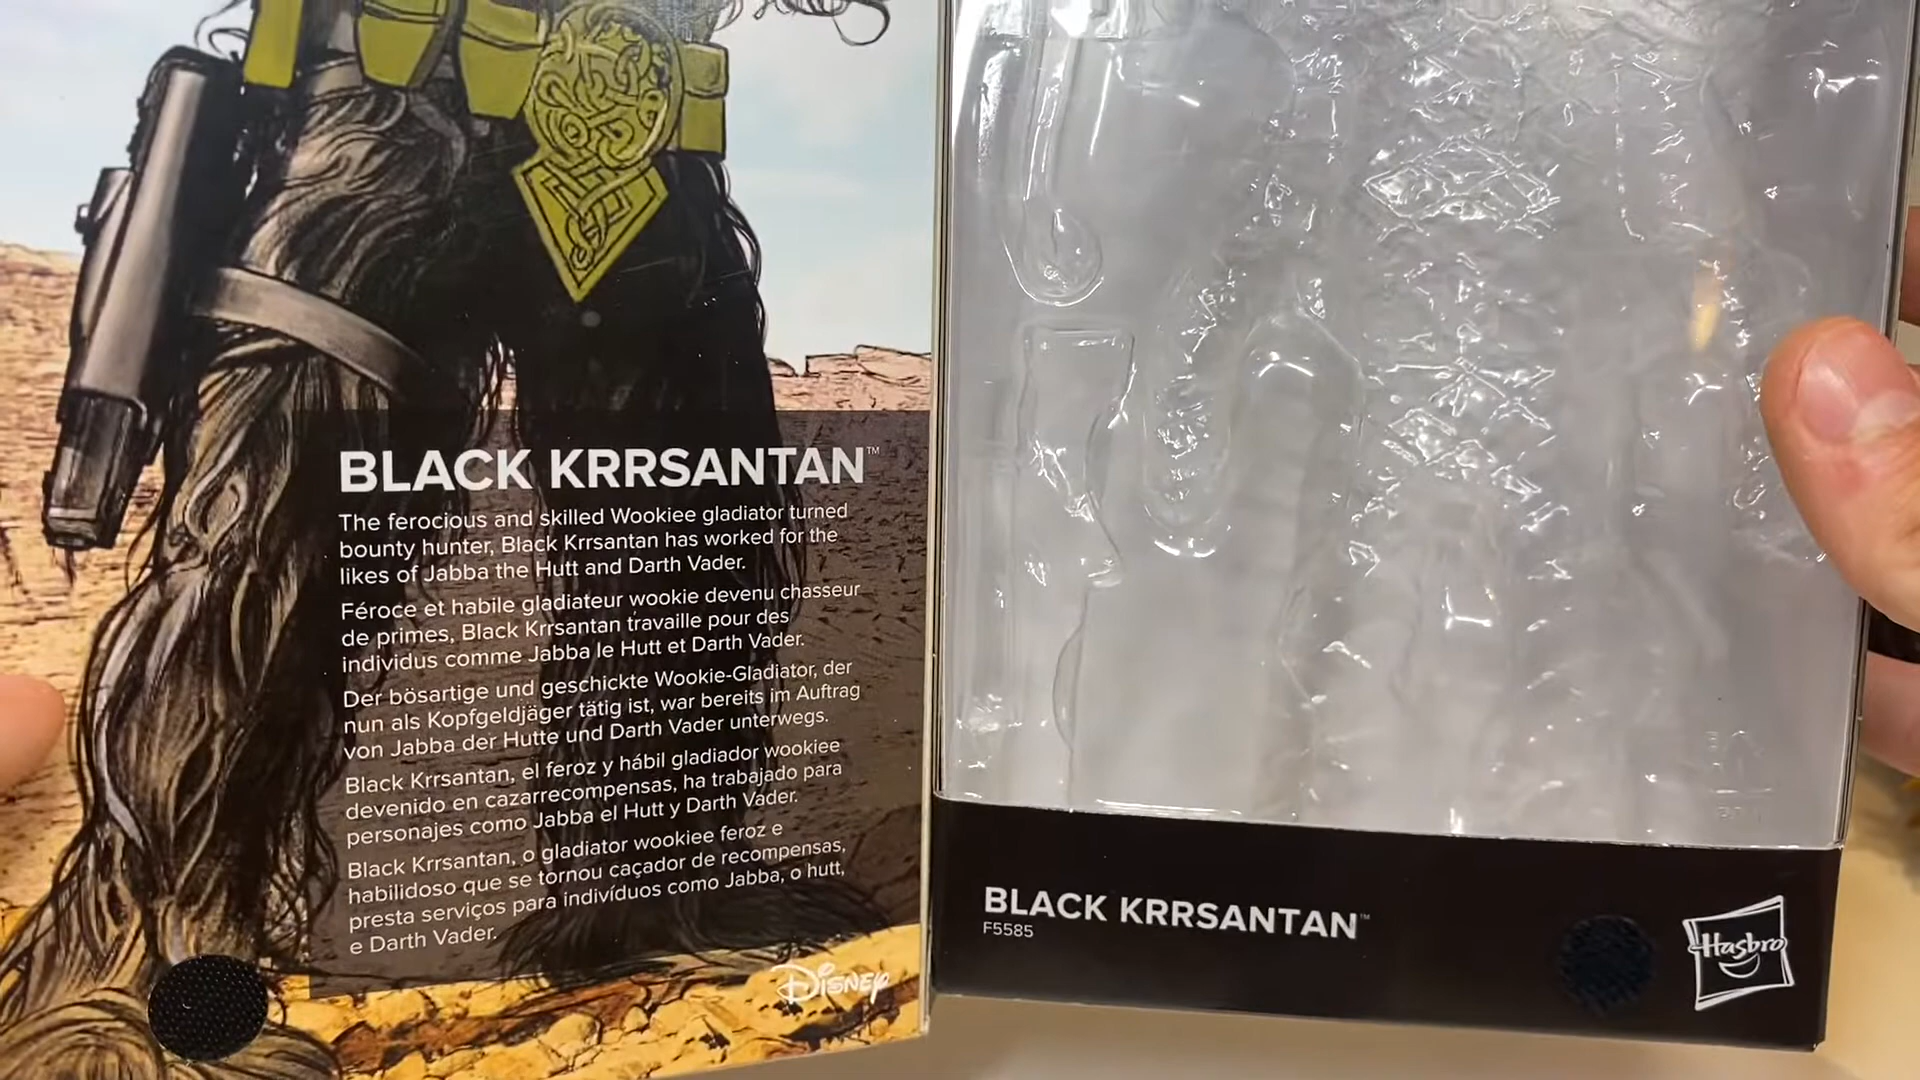 BLACK KRRSANTAN™
The ferocious and skilled Wookiee gladiator turned
bounty hunter, Black Krrsantan has worked for the
likes of Jabba the Hutt and Darth Vader.
Féroce et habile gladiateur wookie devenu chasseur
de primes, Black Krrsantan travaille pour des
individus comme Jabba le Hutt et Darth Vader.
Der bösartige und geschickte Wookie-Gladiator, der
nun als Kopfgeldjäger tätig ist, war bereits im Auftrag
von Jabba der Hutte und Darth Vader unterwegs.
Black Krrsantan, el feroz y hábil gladiador wookiee
devenido en cazarrecompensas, ha trabajado para
personajes como Jabba el Hutt y Darth Vader.
Black Krrsantan, o gladiator wookiee feroz e
habilidoso que se tornou caçador de recompensas,
presta serviços para indivíduos como Jabba, o hutt,
e Darth Vader.
Disney
BLACK KRRSANTAN™
F5585
Hasbro